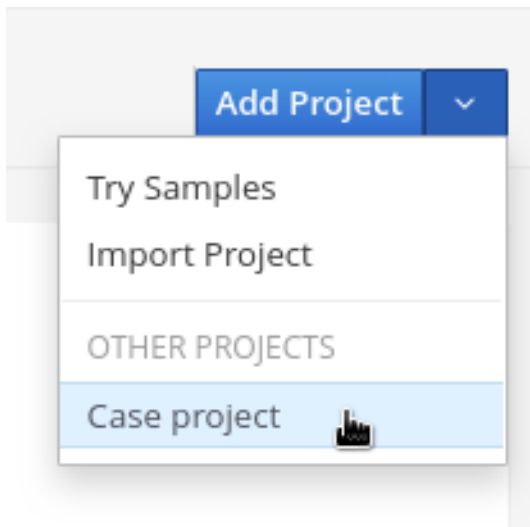 Add Project
Try Samples
Import Project
OTHER PROJECTS
Case project